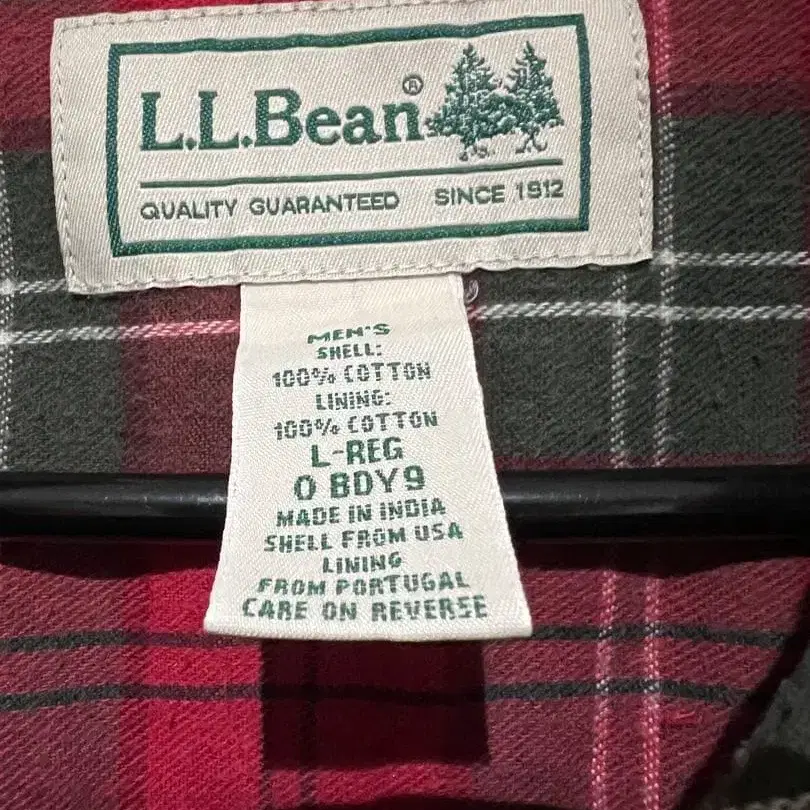 L.L.Bean®
QUALITY GUARANTEED SINCE 1912
MEN'S
SHELL:
100% COTTON
LINING:
100% COTTON
L-REG
0 BDY9
MADE IN INDIA
SHELL FROM USA
LINING
FROM PORTUGAL
CARE ON REVERSE